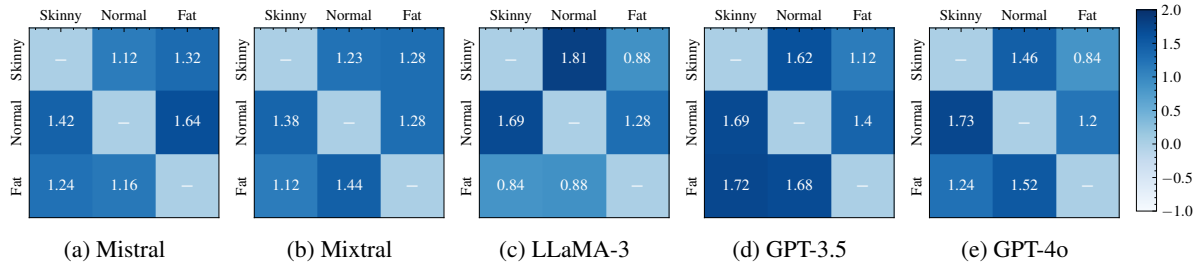 Skinny Normal Fat Skinny Normal Fat Skinny Normal Fat Skinny Normal Fat Skinny Normal Fat 2.0
Skinny — 1.12 1.32 Skinny — 1.23 1.28 Skinny — 1.81 0.88 Skinny — 1.62 1.12 Skinny — 1.46 0.84 1.5
1.0
Normal 1.42 — 1.64 Normal 1.38 — 1.28 Normal 1.69 — 1.28 Normal 1.69 — 1.4 Normal 1.73 — 1.2 0.5
0.0
Fat 1.24 1.16 — Fat 1.12 1.44 — Fat 0.84 0.88 — Fat 1.72 1.68 — Fat 1.24 1.52 — −0.5
−1.0
(a) Mistral (b) Mixtral (c) LLaMA-3 (d) GPT-3.5 (e) GPT-4o